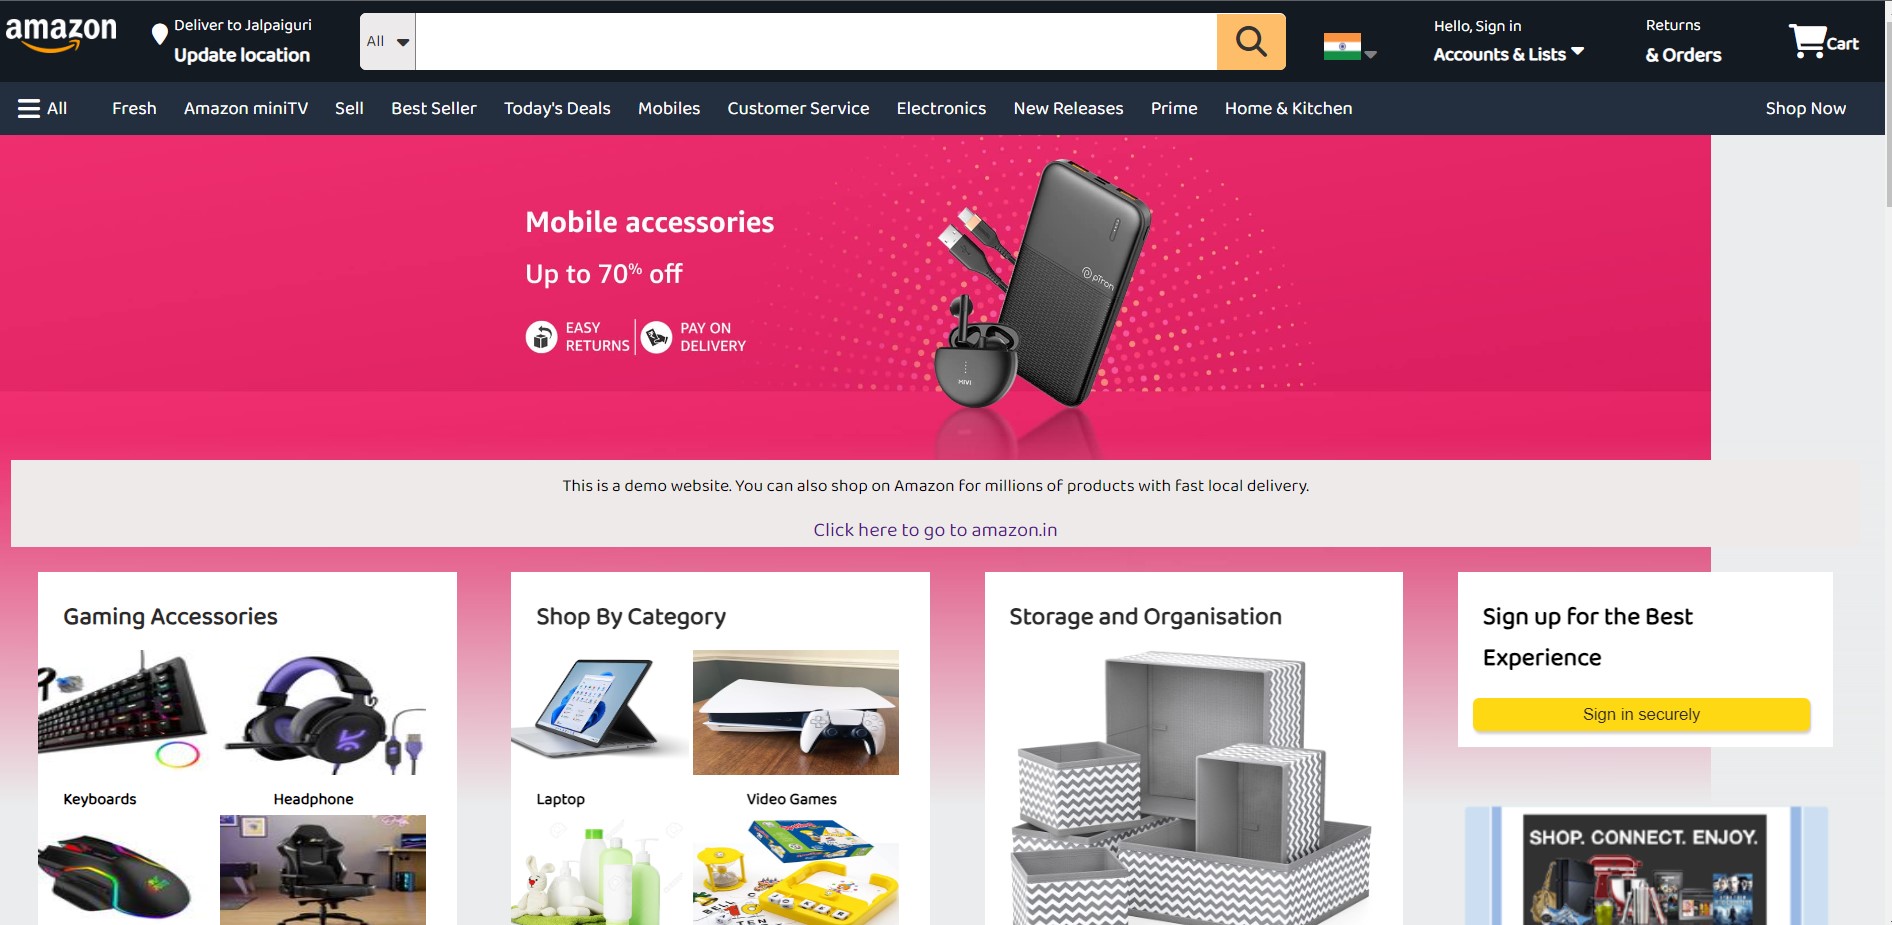 amazon
Deliver to Jalpaiguri
Update location
All
Hello, Sign in
Accounts & Lists
Returns
& Orders
Cart
All
Fresh
Amazon miniTV
Sell
Best Seller
Today's Deals
Mobiles
Customer Service
Electronics
New Releases
Prime
Home & Kitchen
Shop Now
Mobile accessories
Up to 70% off
EASY
RETURNS
PAY ON
DELIVERY
pTron
MIVI
This is a demo website. You can also shop on Amazon for millions of products with fast local delivery.
Click here to go to amazon.in
Gaming Accessories
Keyboards
Headphone
Shop By Category
Laptop
Video Games
Storage and Organisation
Sign up for the Best
Experience
Sign in securely
SHOP. CONNECT. ENJOY.